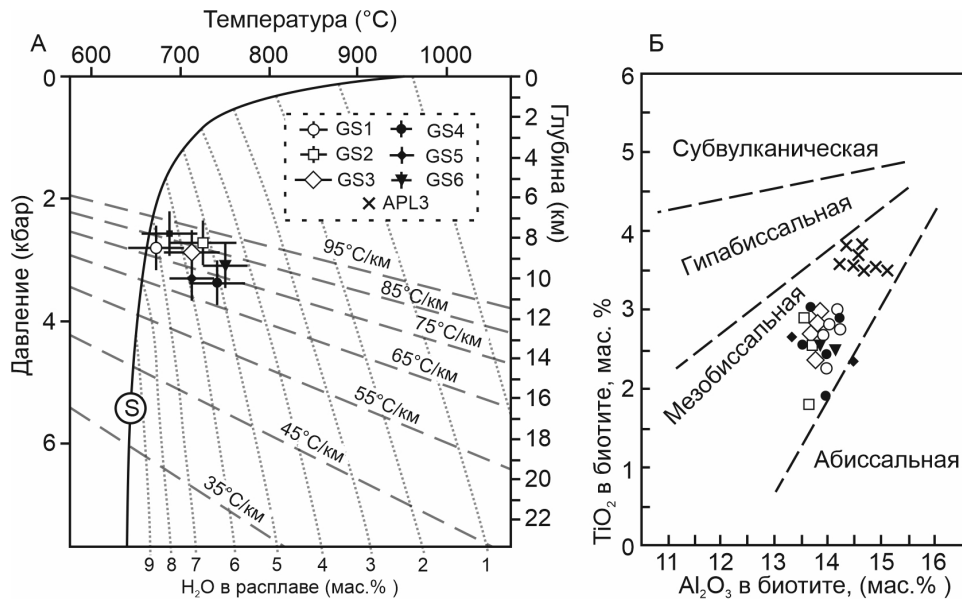 Температура (°C)
А
600 700 800 900 1000
0
2
4
6
Давление (кбар)
0
2
4
6
8
10
12
14
16
18
20
22
Глубина (км)
GS1 GS4
GS2 GS5
GS3 GS6
APL3
95°C/км
85°C/км
75°C/км
65°C/км
55°C/км
45°C/км
35°C/км
S
9 8 7 6 5 4 3 2 1
H₂O в расплаве (мас.%)
Б
6
5
4
3
2
1
0
TiO₂ в биотите, мас. %
Субвулканическая
Гипабиссальная
Мезобиссальная
Абиссальная
11 12 13 14 15 16
Al₂O₃ в биотите, (мас.%)